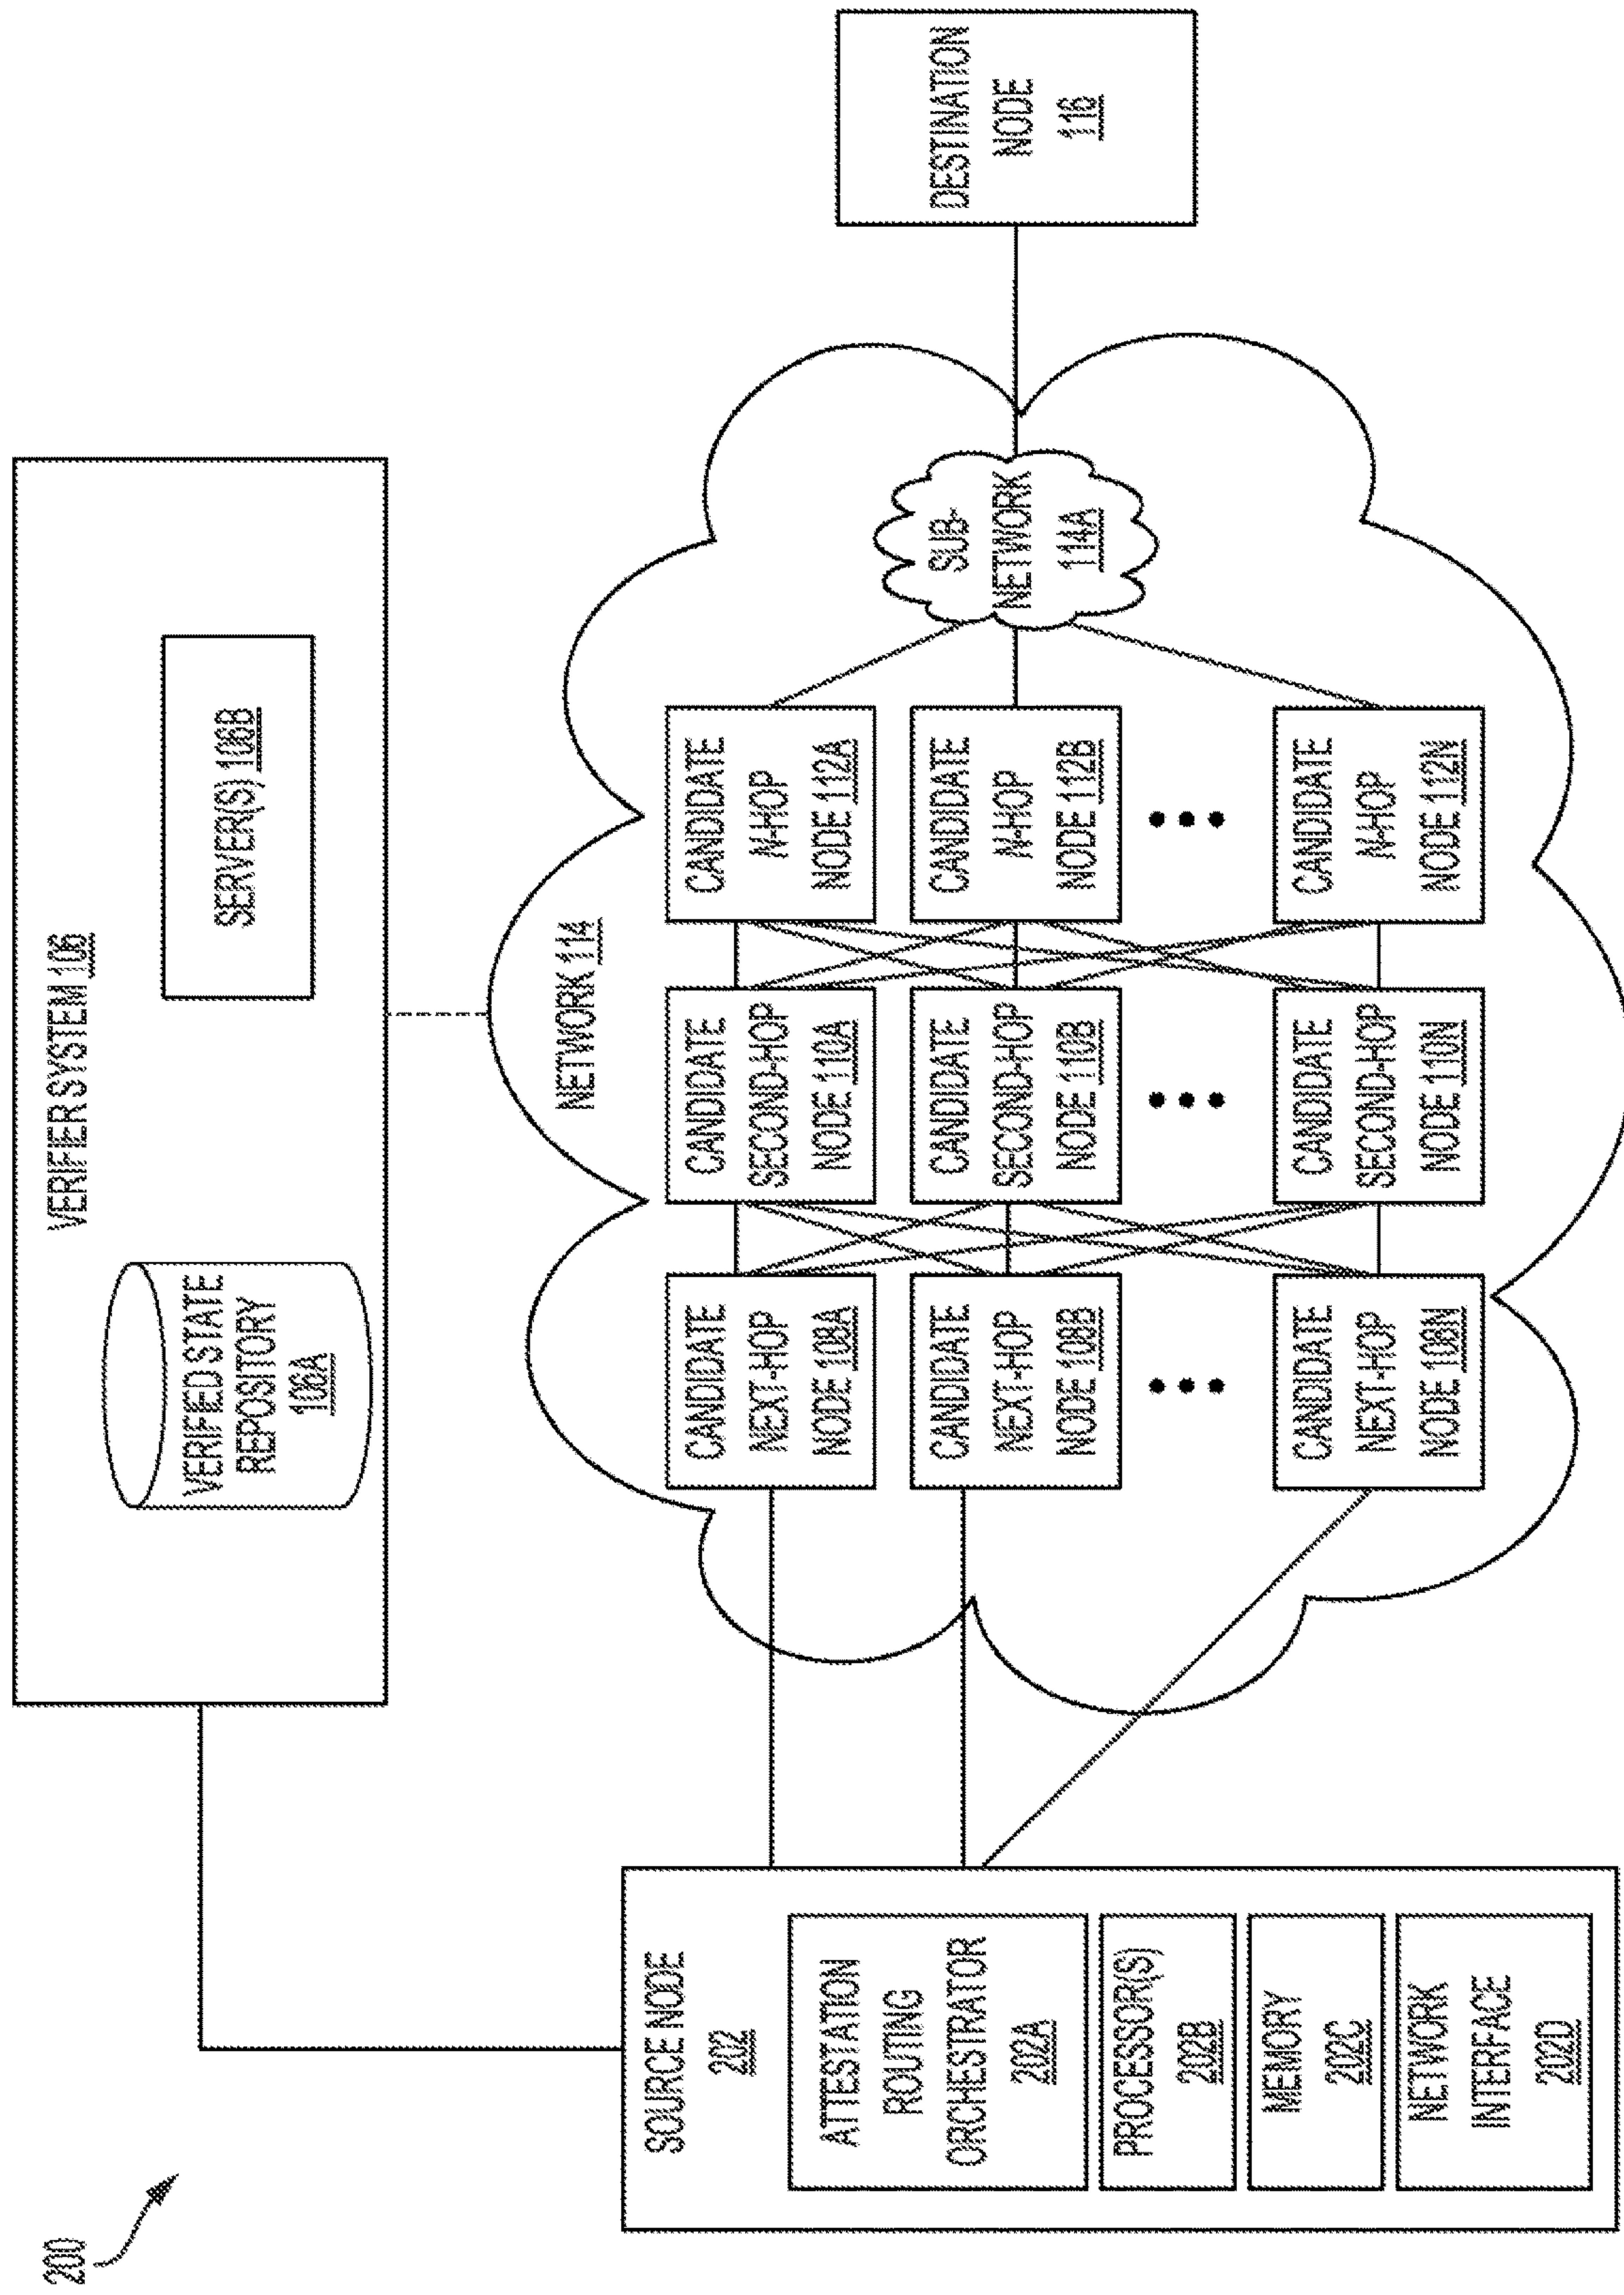 200
VERIFIER SYSTEM 106
VERIFIED STATE
REPOSITORY
106A
SERVER(S) 106B
SOURCE NODE
202
ATTESTATION
ROUTING
ORCHESTRATOR
202A
PROCESSOR(S)
202B
MEMORY
202C
NETWORK
INTERFACE
202D
NETWORK 114
CANDIDATE
NEXT-HOP
NODE 108A
CANDIDATE
SECOND-HOP
NODE 110A
CANDIDATE
N-HOP
NODE 112A
CANDIDATE
NEXT-HOP
NODE 108B
CANDIDATE
SECOND-HOP
NODE 110B
CANDIDATE
N-HOP
NODE 112B
CANDIDATE
NEXT-HOP
NODE 108N
CANDIDATE
SECOND-HOP
NODE 110N
CANDIDATE
N-HOP
NODE 112N
SUB-
NETWORK
114A
DESTINATION
NODE
116